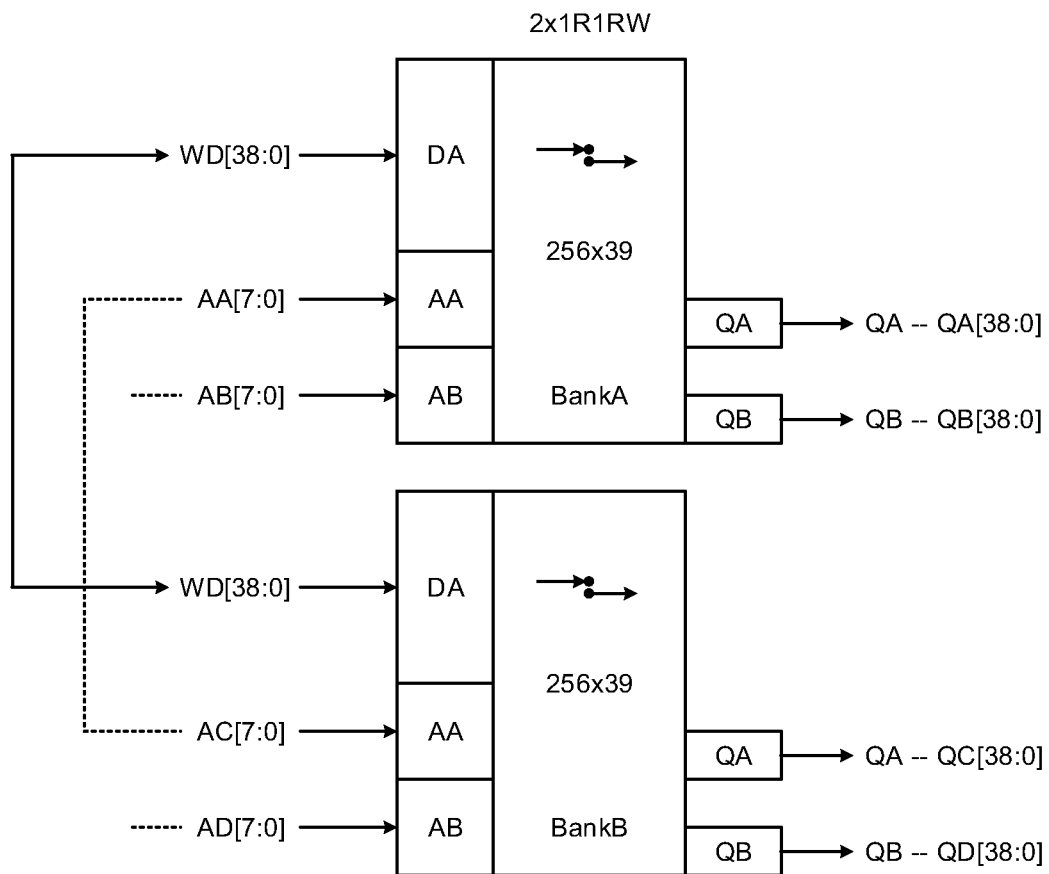 2x1R1RW
WD[38:0]
DA
256x39
AA[7:0]
AA
QA
QA -- QA[38:0]
AB[7:0]
AB
BankA
QB
QB -- QB[38:0]
WD[38:0]
DA
256x39
AC[7:0]
AA
QA
QA -- QC[38:0]
AD[7:0]
AB
BankB
QB
QB -- QD[38:0]